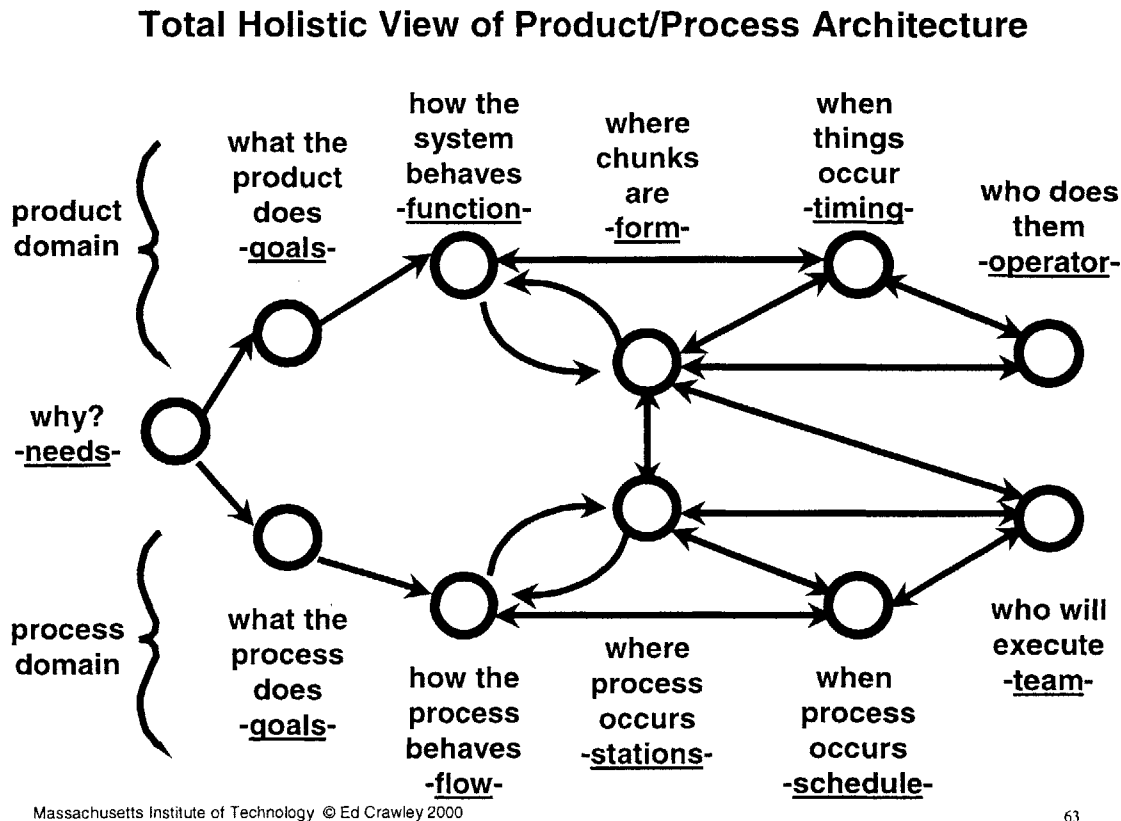 Total Holistic View of Product/Process Architecture
product
domain
what the
product
does
-goals-
how the
system
behaves
-function-
where
chunks
are
-form-
when
things
occur
-timing-
who does
them
-operator-
why?
-needs-
process
domain
what the
process
does
-goals-
how the
process
behaves
-flow-
where
process
occurs
-stations-
when
process
occurs
-schedule-
who will
execute
-team-
Massachusetts Institute of Technology © Ed Crawley 2000
63